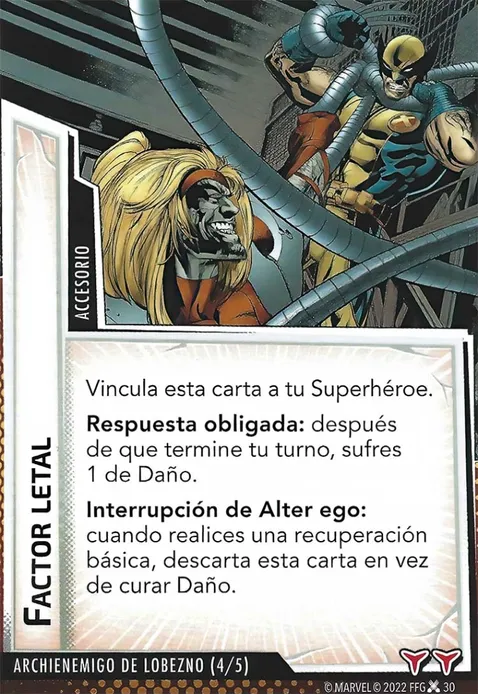 ACCESORIO
FACTOR LETAL
Vincula esta carta a tu Superhéroe.
Respuesta obligada: después
de que termine tu turno, sufres
1 de Daño.
Interrupción de Alter ego:
cuando realices una recuperación
básica, descarta esta carta en vez
de curar Daño.
ARCHIENEMIGO DE LOBEZNO (4/5)
© MARVEL © 2022 FFG 30